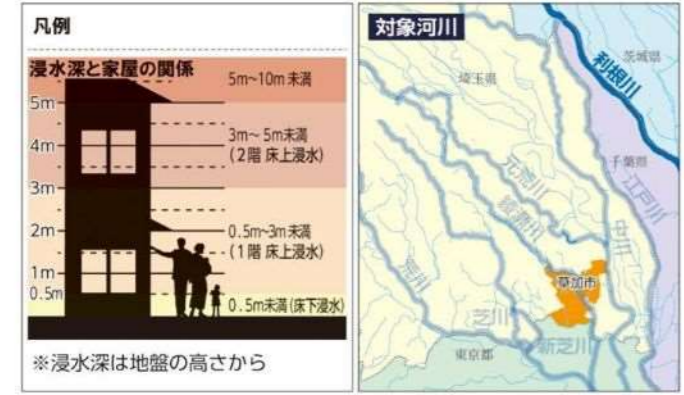 凡例
浸水深と家屋の関係
5m～10m 未満
5m
4m
3m～ 5m未満
(2階 床上浸水)
3m
2m
0.5m~3m未満
(1階 床上浸水)
1m
0.5m
0.5m未満(床下浸水)
※浸水深は地盤の高さから
対象河川
茨城県
利根川
埼玉県
千葉県
元荒川
江戸川
綾瀬川
中川
荒川
草加市
芝川
新芝川
東京都